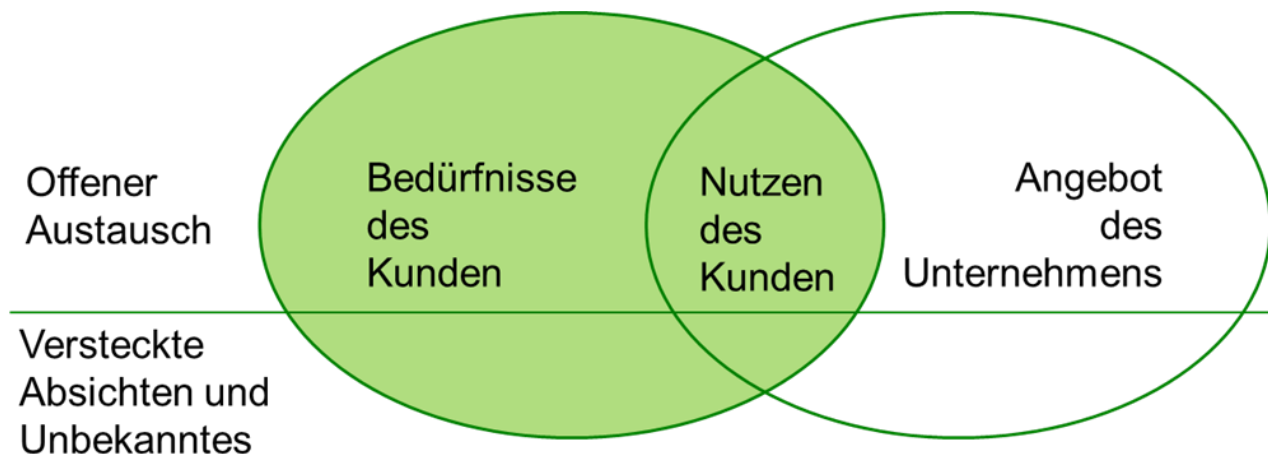 Offener
Austausch
Bedürfnisse
des
Kunden
Nutzen
des
Kunden
Angebot
des
Unternehmens
Versteckte
Absichten und
Unbekanntes